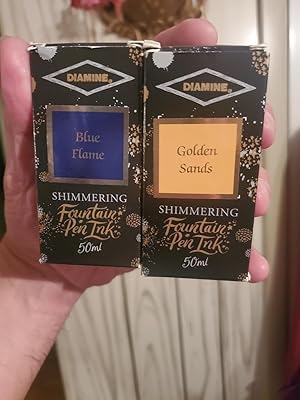 DIAMINE
Blue
Flame
SHIMMERING
Fountain
Pen Ink
50ml
DIAMINE
Golden
Sands
SHIMMERING
Fountain
Pen Ink
50ml